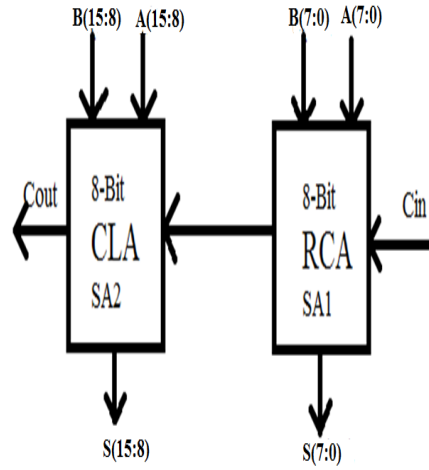 B(15:8) A(15:8) B(7:0) A(7:0)
Cout
8-Bit
CLA
SA2
8-Bit
RCA
SA1
Cin
S(15:8) S(7:0)